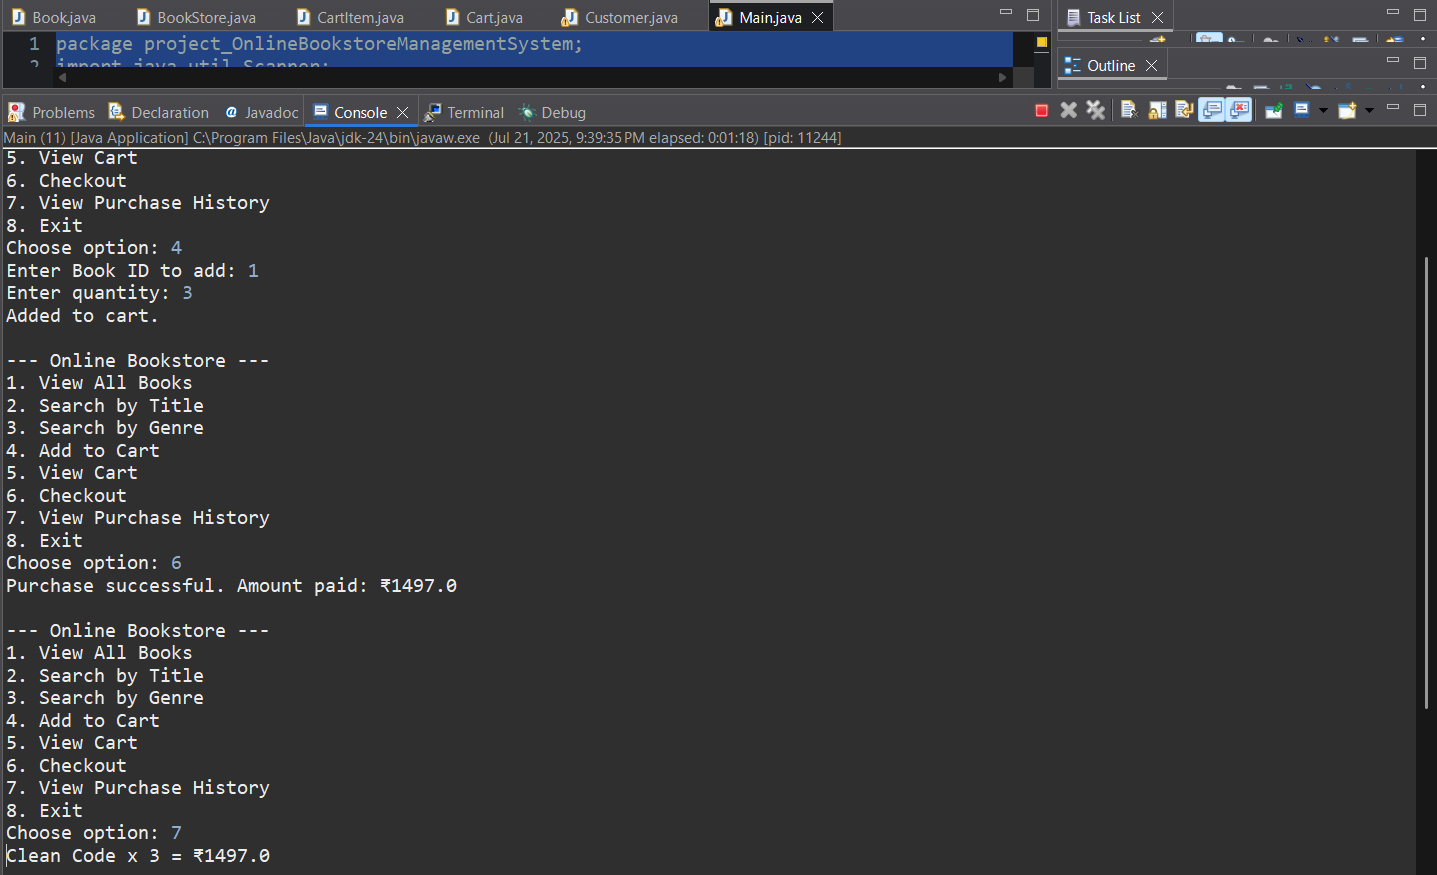 Book.java BookStore.java CartItem.java Cart.java Customer.java Main.java Task List
1 package project_OnlineBookstoreManagementSystem;
2 import java.util.Scanner;
Outline
Problems Declaration Javadoc Console Terminal Debug
Main (11) [Java Application] C:\Program Files\Java\jdk-24\bin\javaw.exe (Jul 21, 2025, 9:39:35 PM elapsed: 0:01:18) [pid: 11244]
5. View Cart
6. Checkout
7. View Purchase History
8. Exit
Choose option: 4
Enter Book ID to add: 1
Enter quantity: 3
Added to cart.
--- Online Bookstore ---
1. View All Books
2. Search by Title
3. Search by Genre
4. Add to Cart
5. View Cart
6. Checkout
7. View Purchase History
8. Exit
Choose option: 6
Purchase successful. Amount paid: ₹1497.0
--- Online Bookstore ---
1. View All Books
2. Search by Title
3. Search by Genre
4. Add to Cart
5. View Cart
6. Checkout
7. View Purchase History
8. Exit
Choose option: 7
Clean Code x 3 = ₹1497.0